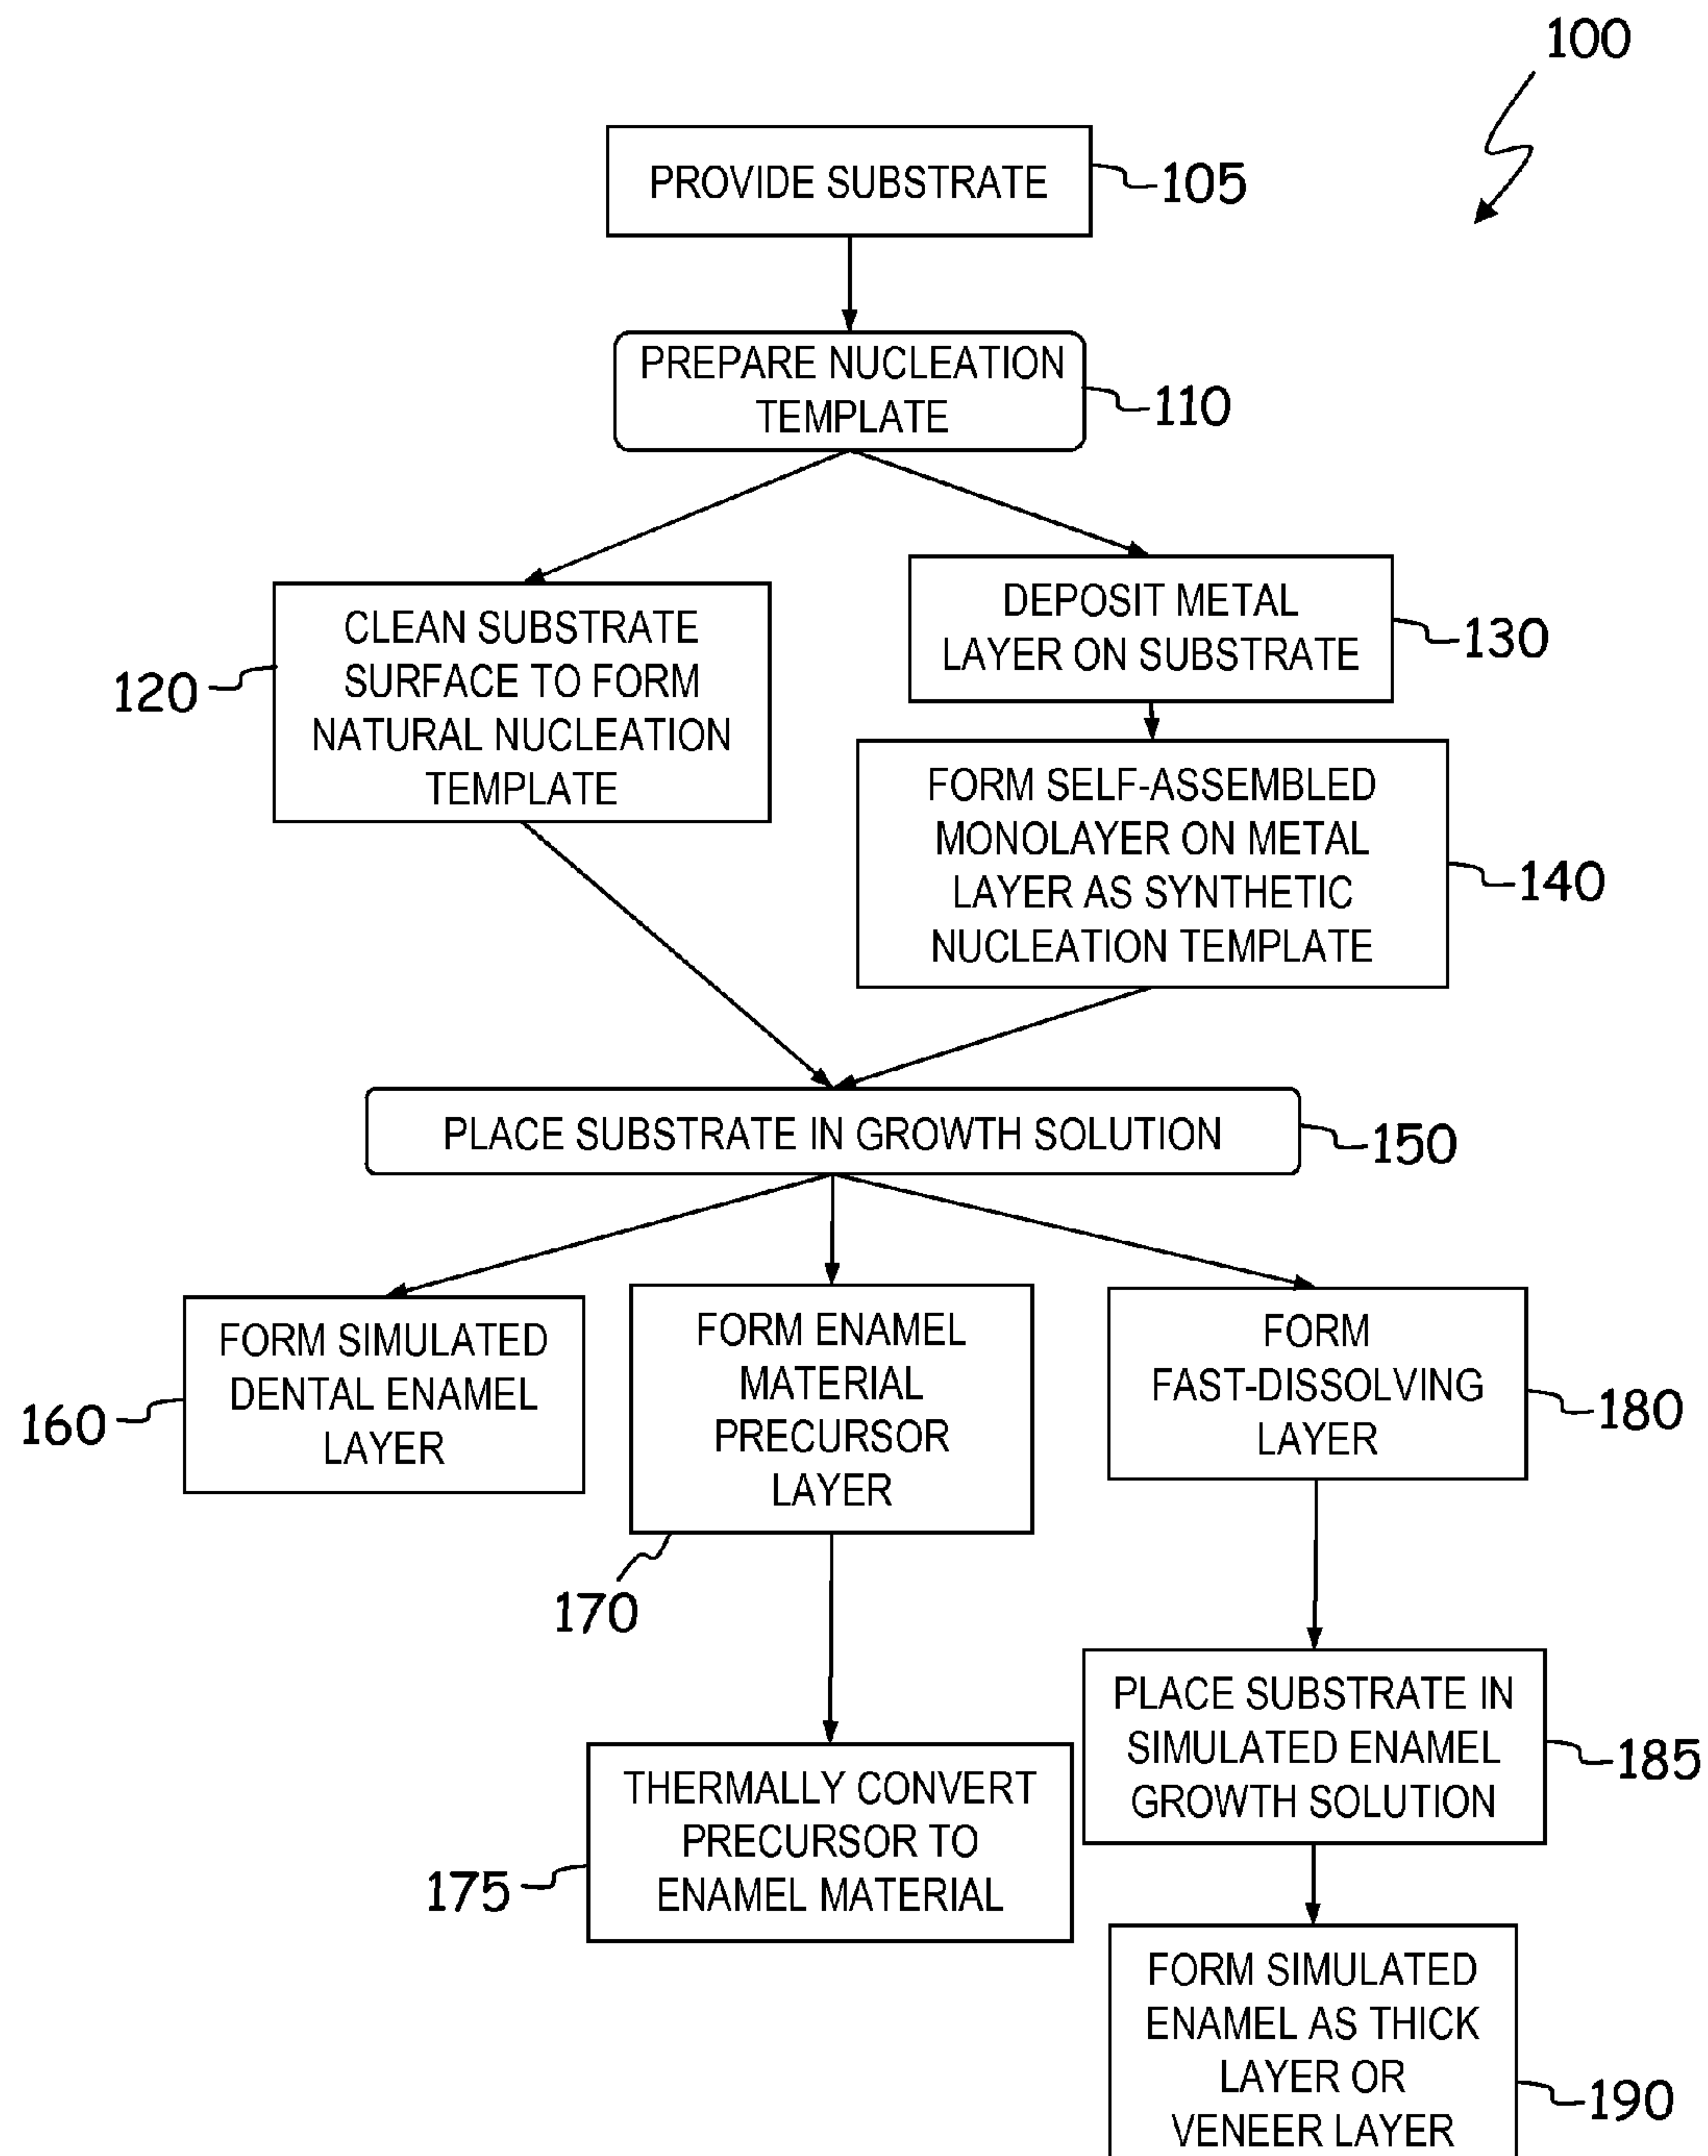 100
PROVIDE SUBSTRATE
105
PREPARE NUCLEATION
TEMPLATE
110
CLEAN SUBSTRATE
SURFACE TO FORM
NATURAL NUCLEATION
TEMPLATE
120
DEPOSIT METAL
LAYER ON SUBSTRATE
130
FORM SELF-ASSEMBLED
MONOLAYER ON METAL
LAYER AS SYNTHETIC
NUCLEATION TEMPLATE
140
PLACE SUBSTRATE IN GROWTH SOLUTION
150
FORM SIMULATED
DENTAL ENAMEL
LAYER
160
FORM ENAMEL
MATERIAL
PRECURSOR
LAYER
170
FORM
FAST-DISSOLVING
LAYER
180
THERMALLY CONVERT
PRECURSOR TO
ENAMEL MATERIAL
175
PLACE SUBSTRATE IN
SIMULATED ENAMEL
GROWTH SOLUTION
185
FORM SIMULATED
ENAMEL AS THICK
LAYER OR
VENEER LAYER
190